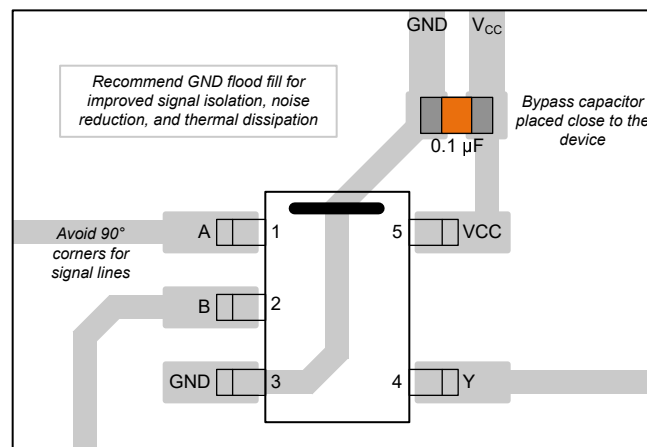 GND VCC
Recommend GND flood fill for
improved signal isolation, noise
reduction, and thermal dissipation
Bypass capacitor
placed close to the
device
0.1 µF
A 1 5 VCC
Avoid 90°
corners for
signal lines
B 2
GND 3 4 Y